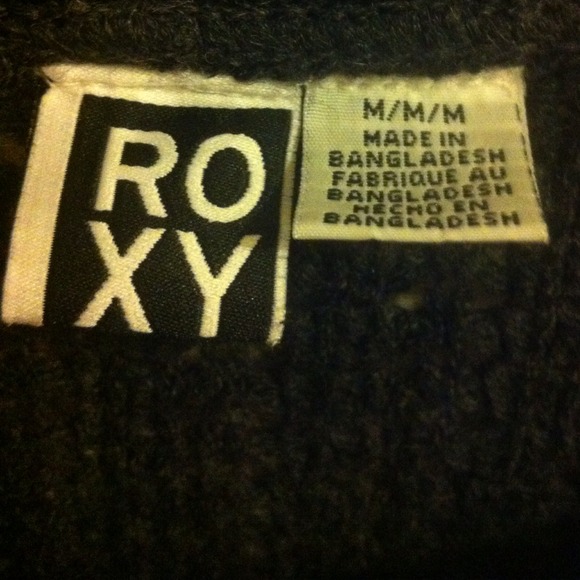 RO
XY
M/M/M
MADE IN
BANGLADESH
FABRIQUE AU
BANGLADESH
HECHO EN
BANGLADESH